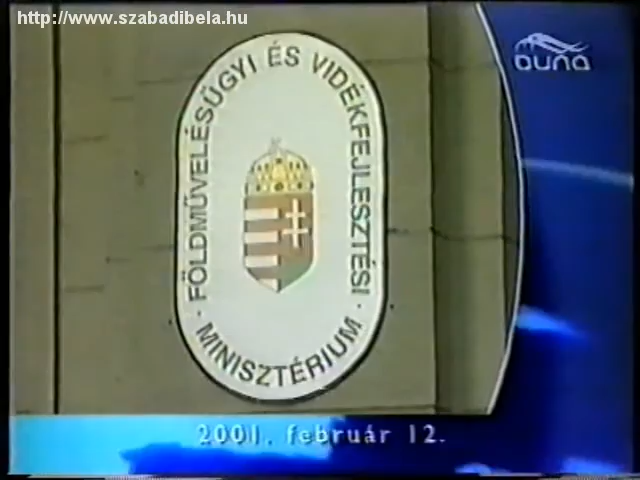 http://www.szabadibela.hu
DUNA
· FÖLDMŰVELÉSÜGYI ÉS VIDÉKFEJLESZTÉSI ·
MINISZTÉRIUM
2001. február 12.